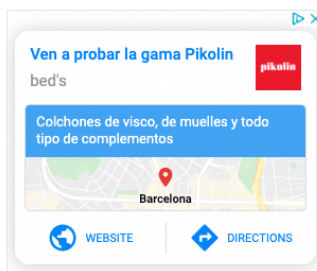 Ven a probar la gama Pikolin
bed's
pikolin
Colchones de visco, de muelles y todo
tipo de complementos
Barcelona
WEBSITE
DIRECTIONS